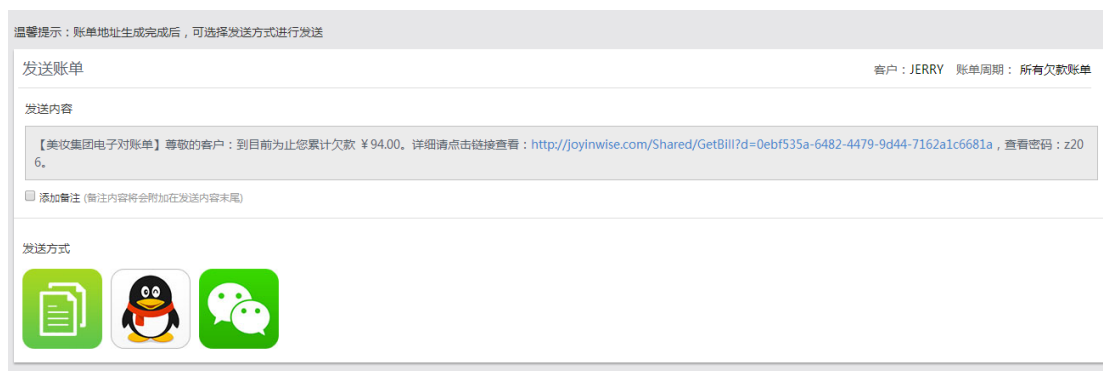 温馨提示：账单地址生成完成后，可选择发送方式进行发送
发送账单
客户：JERRY 账单周期： 所有欠款账单
发送内容
【美妆集团电子对账单】尊敬的客户：到目前为止您累计欠款 ￥94.00。详细请点击链接查看：http://joyinwise.com/Shared/GetBill?d=0ebf535a-6482-4479-9d44-7162a1c6681a，查看密码：z20
6。
添加备注 (备注内容将会附加在发送内容末尾)
发送方式